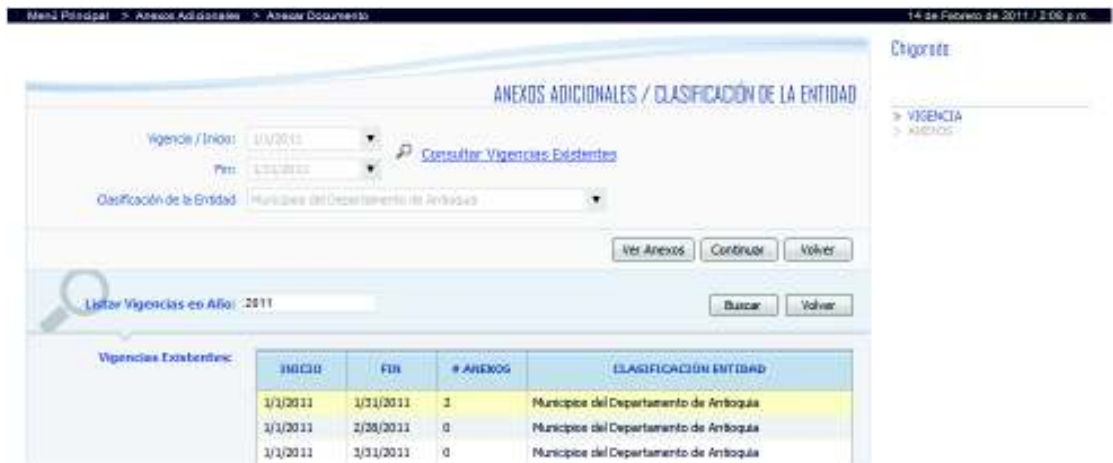 Menú Principal > Anexos Adicionales > Anexar Documento
14 de Febrero de 2011 / 2:06 p.m.
Chigorodó
ANEXOS ADICIONALES / CLASIFICACIÓN DE LA ENTIDAD
> VIGENCIA
> ANEXOS
Vigencia / Inicio: 1/1/2011
Consultar Vigencias Existentes
Fin: 1/31/2011
Clasificación de la Entidad Municipios del Departamento de Antioquia
Ver Anexos Continuar Volver
Listar Vigencias en Año: 2011 Buscar Volver
Vigencias Existentes:
INICIO FIN # ANEXOS CLASIFICACIÓN ENTIDAD
1/1/2011 1/31/2011 Municipios del Departamento de Antioquia
1/1/2011 2/28/2011 0 Municipios del Departamento de Antioquia
1/1/2011 3/31/2011 0 Municipios del Departamento de Antioquia